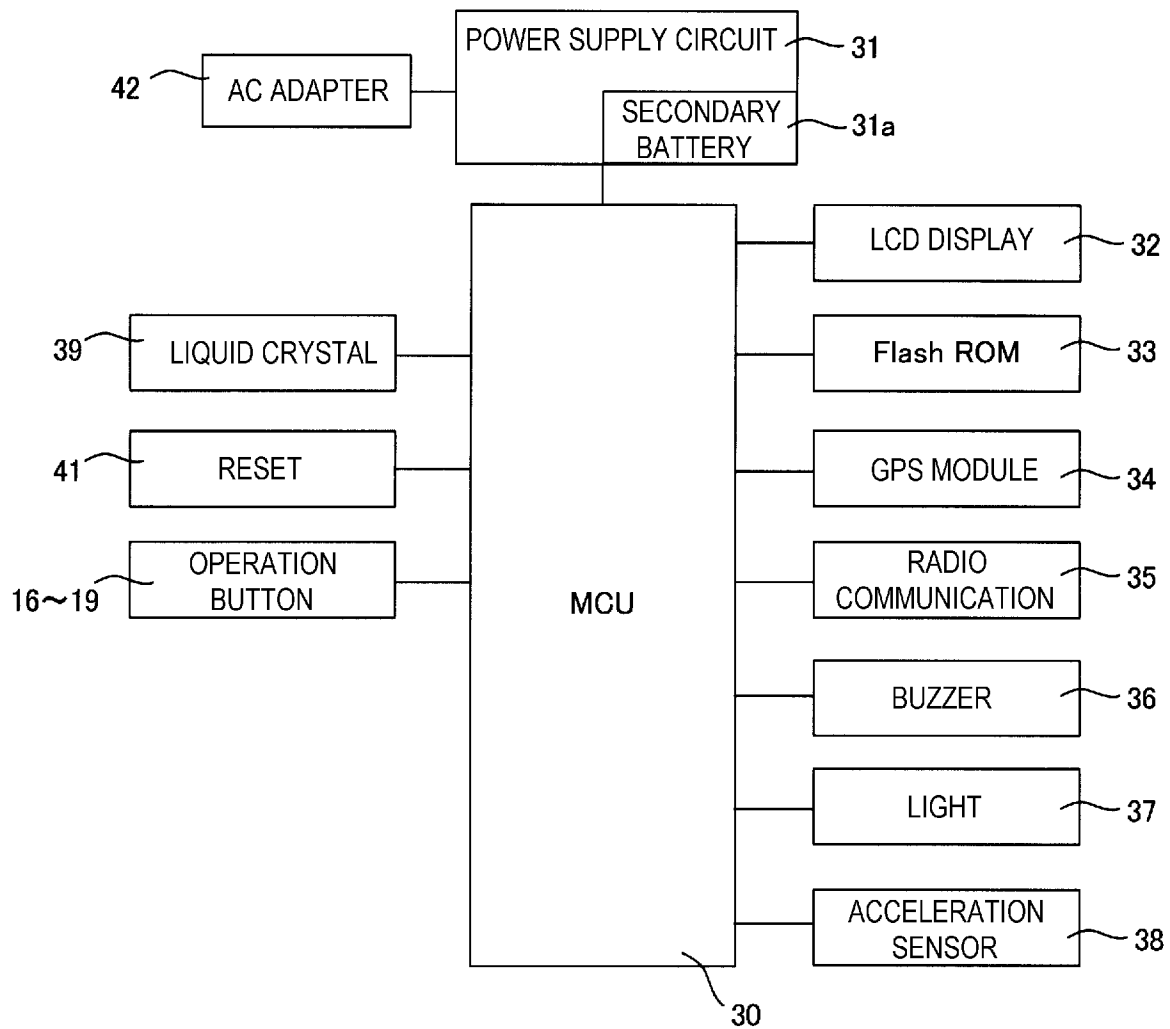 POWER SUPPLY CIRCUIT
31
42
AC ADAPTER
SECONDARY
BATTERY
31a
LCD DISPLAY
32
39
LIQUID CRYSTAL
Flash ROM
33
41
RESET
GPS MODULE
34
16～19
OPERATION
BUTTON
MCU
RADIO
COMMUNICATION
35
BUZZER
36
LIGHT
37
ACCELERATION
SENSOR
38
30